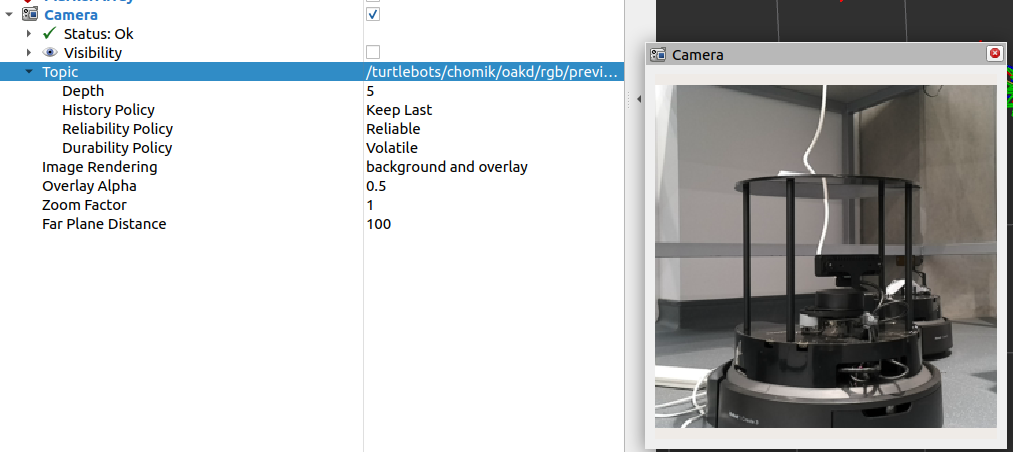 Camera
Status: Ok
Visibility
Topic /turtlebots/chomik/oakd/rgb/previ...
Depth 5
History Policy Keep Last
Reliability Policy Reliable
Durability Policy Volatile
Image Rendering background and overlay
Overlay Alpha 0.5
Zoom Factor 1
Far Plane Distance 100
Camera